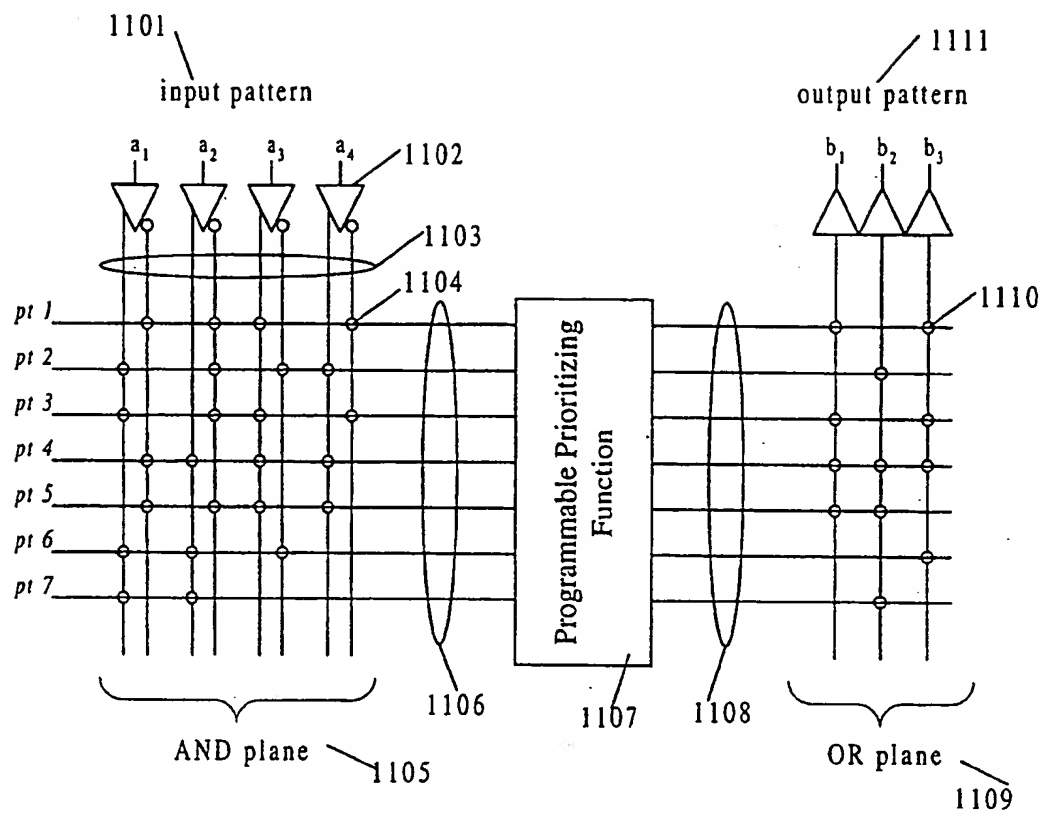 1101
1111
input pattern
output pattern
a1 a2 a3 a4
1102
b1 b2 b3
1103
1104
1110
pt 1
pt 2
pt 3
pt 4
pt 5
pt 6
pt 7
Programmable Prioritizing
Function
1106
1107
1108
AND plane
1105
OR plane
1109